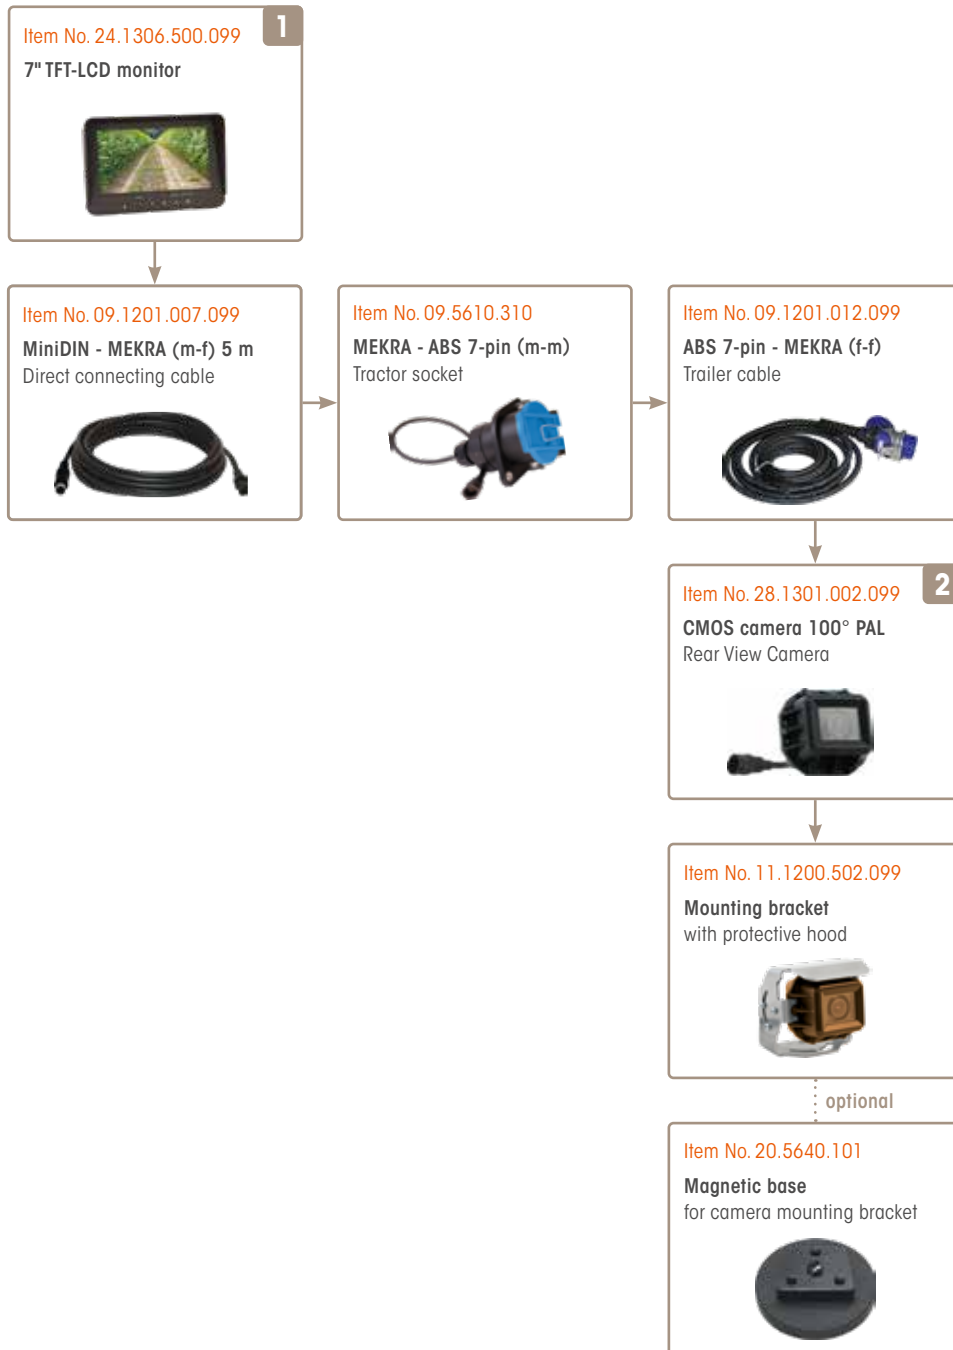 Item No. 24.1306.500.099
1
7" TFT-LCD monitor
Item No. 09.1201.007.099
MiniDIN - MEKRA (m-f) 5 m
Direct connecting cable
Item No. 09.5610.310
MEKRA - ABS 7-pin (m-m)
Tractor socket
Item No. 09.1201.012.099
ABS 7-pin - MEKRA (f-f)
Trailer cable
Item No. 28.1301.002.099
2
CMOS camera 100° PAL
Rear View Camera
Item No. 11.1200.502.099
Mounting bracket
with protective hood
optional
Item No. 20.5640.101
Magnetic base
for camera mounting bracket